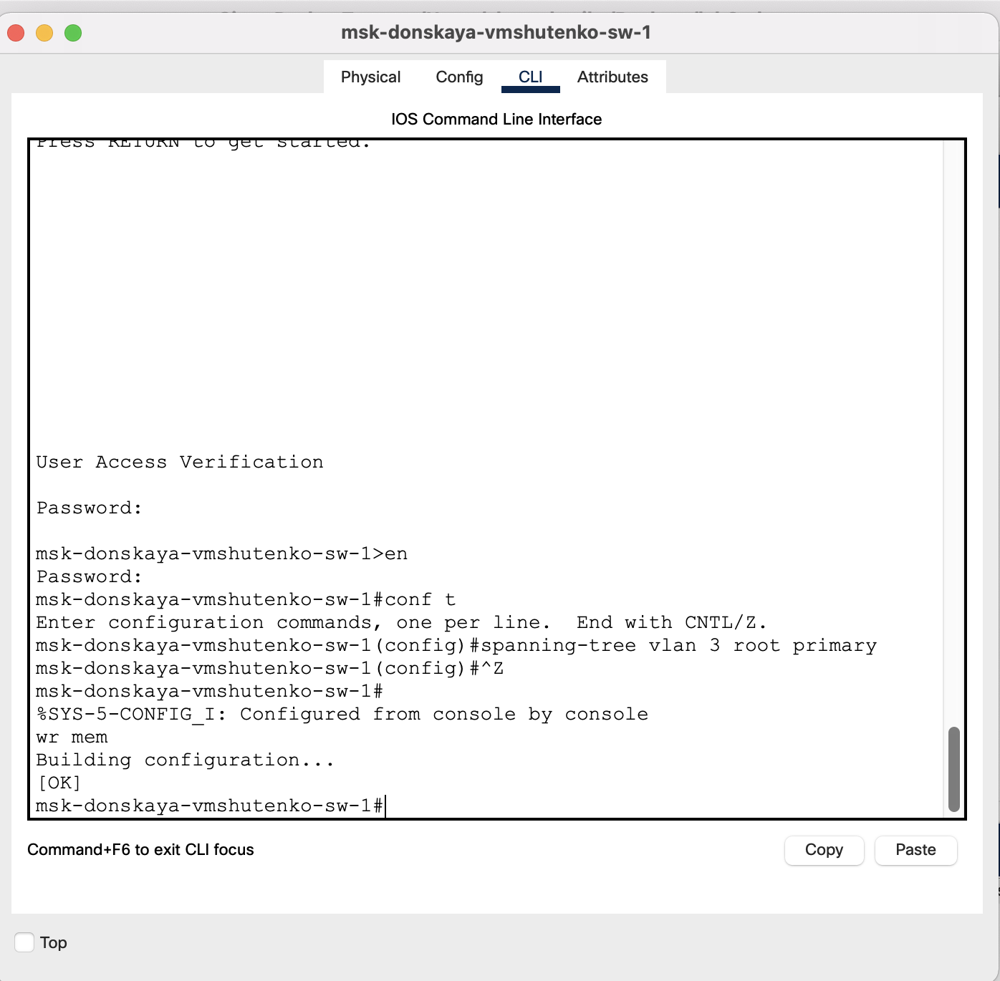 msk-donskaya-vmshutenko-sw-1
Physical Config CLI Attributes
IOS Command Line Interface
Press RETURN to get started.
User Access Verification
Password:
msk-donskaya-vmshutenko-sw-1>en
Password:
msk-donskaya-vmshutenko-sw-1#conf t
Enter configuration commands, one per line.  End with CNTL/Z.
msk-donskaya-vmshutenko-sw-1(config)#spanning-tree vlan 3 root primary
msk-donskaya-vmshutenko-sw-1(config)#^Z
msk-donskaya-vmshutenko-sw-1#
%SYS-5-CONFIG_I: Configured from console by console
wr mem
Building configuration...
[OK]
msk-donskaya-vmshutenko-sw-1#
Command+F6 to exit CLI focus
Copy Paste
Top